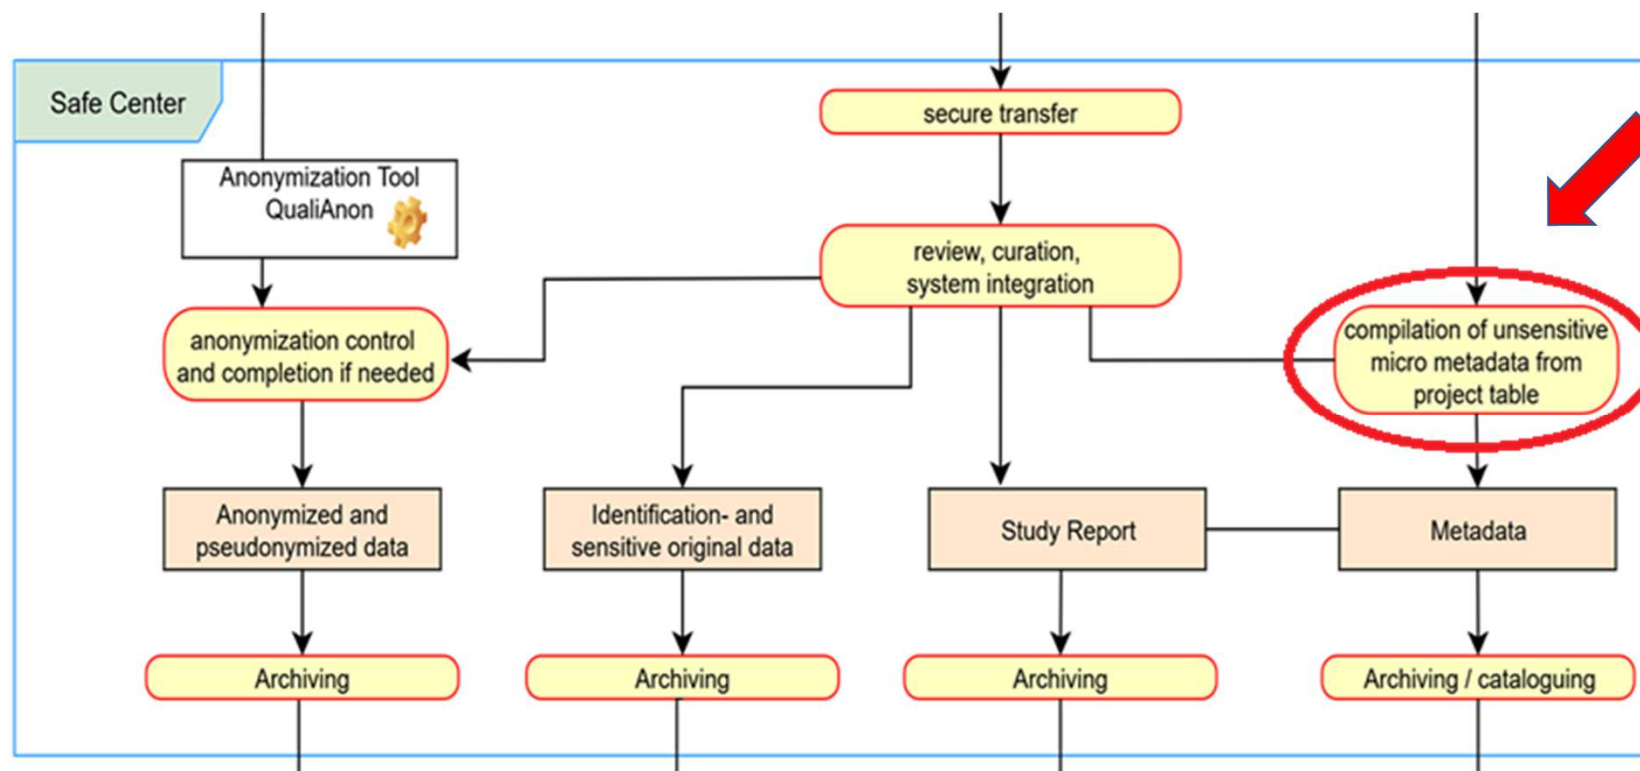 Safe Center
secure transfer
Anonymization Tool
QualiAnon
review, curation,
system integration
anonymization control
and completion if needed
compilation of unsensitive
micro metadata from
project table
Anonymized and
pseudonymized data
Identification- and
sensitive original data
Study Report
Metadata
Archiving
Archiving
Archiving
Archiving / cataloguing